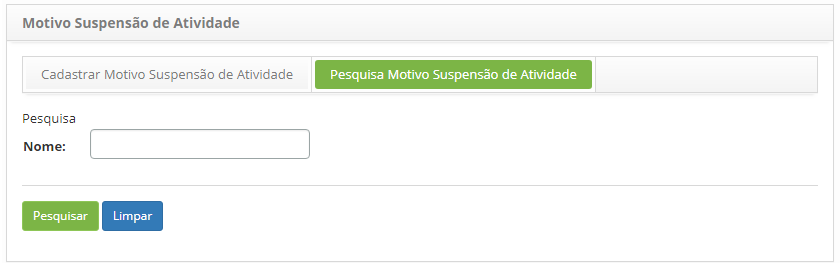 Motivo Suspensão de Atividade
Cadastrar Motivo Suspensão de Atividade Pesquisa Motivo Suspensão de Atividade
Pesquisa
Nome:
Pesquisar Limpar